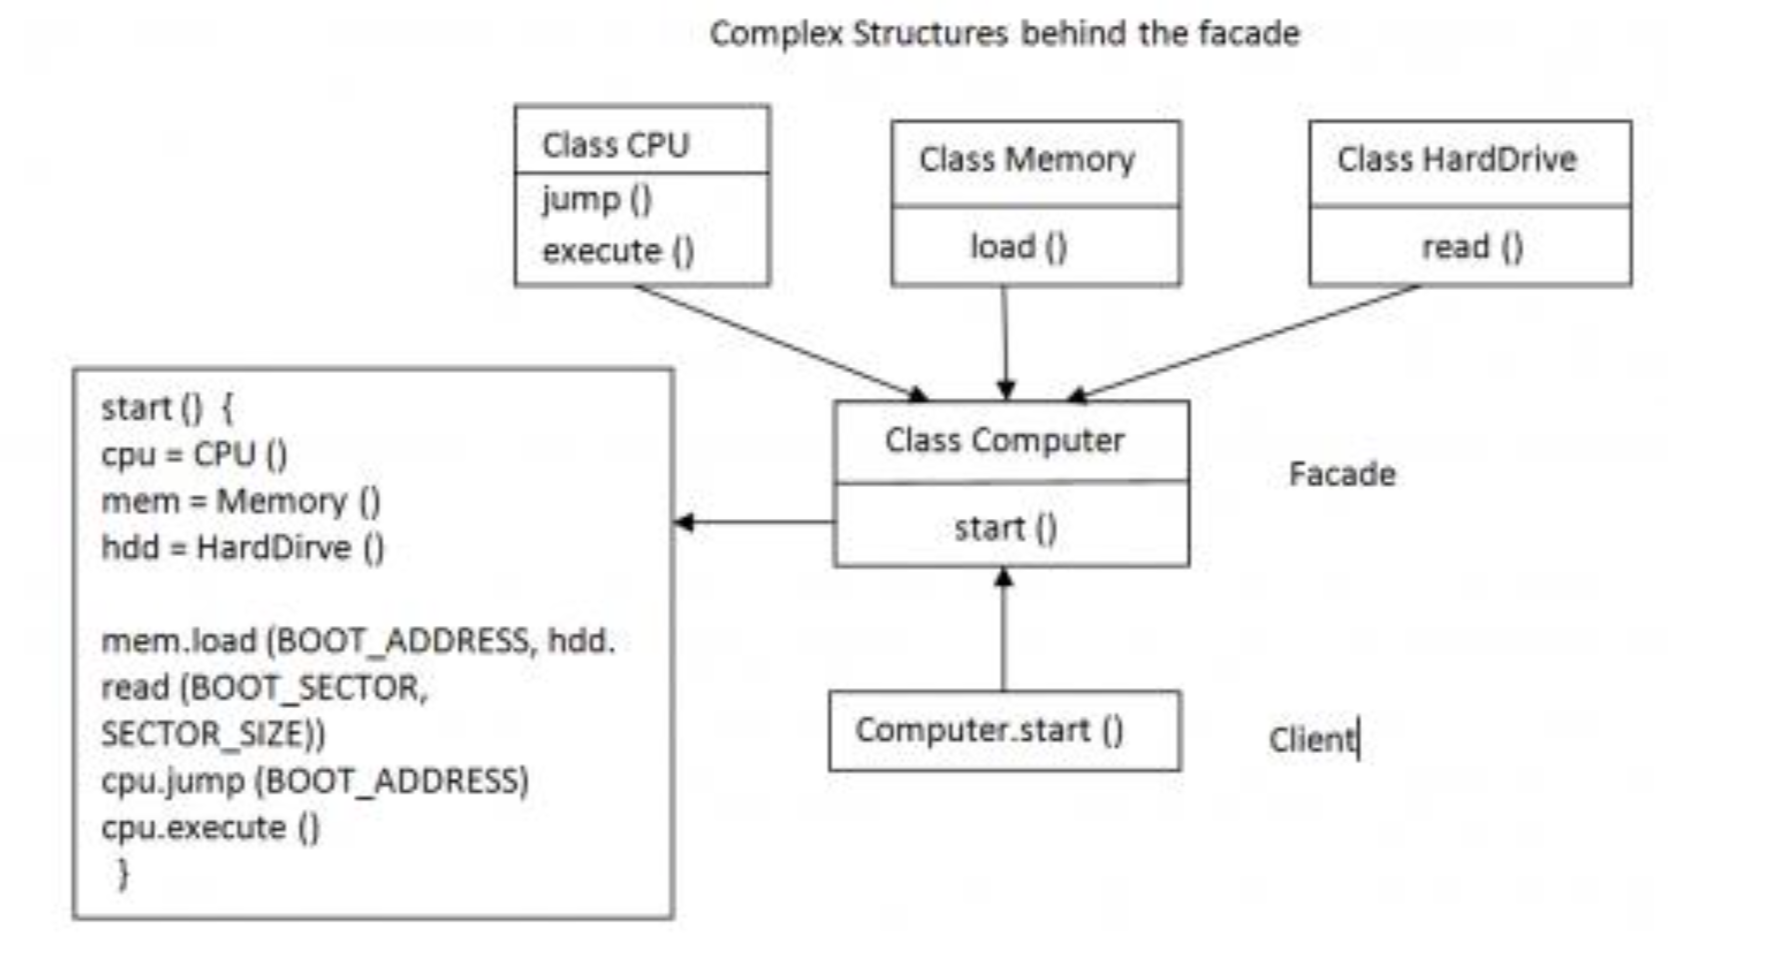 Complex Structures behind the facade
Class CPU
jump ()
execute ()
Class Memory
load ()
Class HardDrive
read ()
start () {
cpu = CPU ()
mem = Memory ()
hdd = HardDirve ()
mem.load (BOOT_ADDRESS, hdd.
read (BOOT_SECTOR,
SECTOR_SIZE))
cpu.jump (BOOT_ADDRESS)
cpu.execute ()
}
Class Computer
start ()
Facade
Computer.start ()
Client